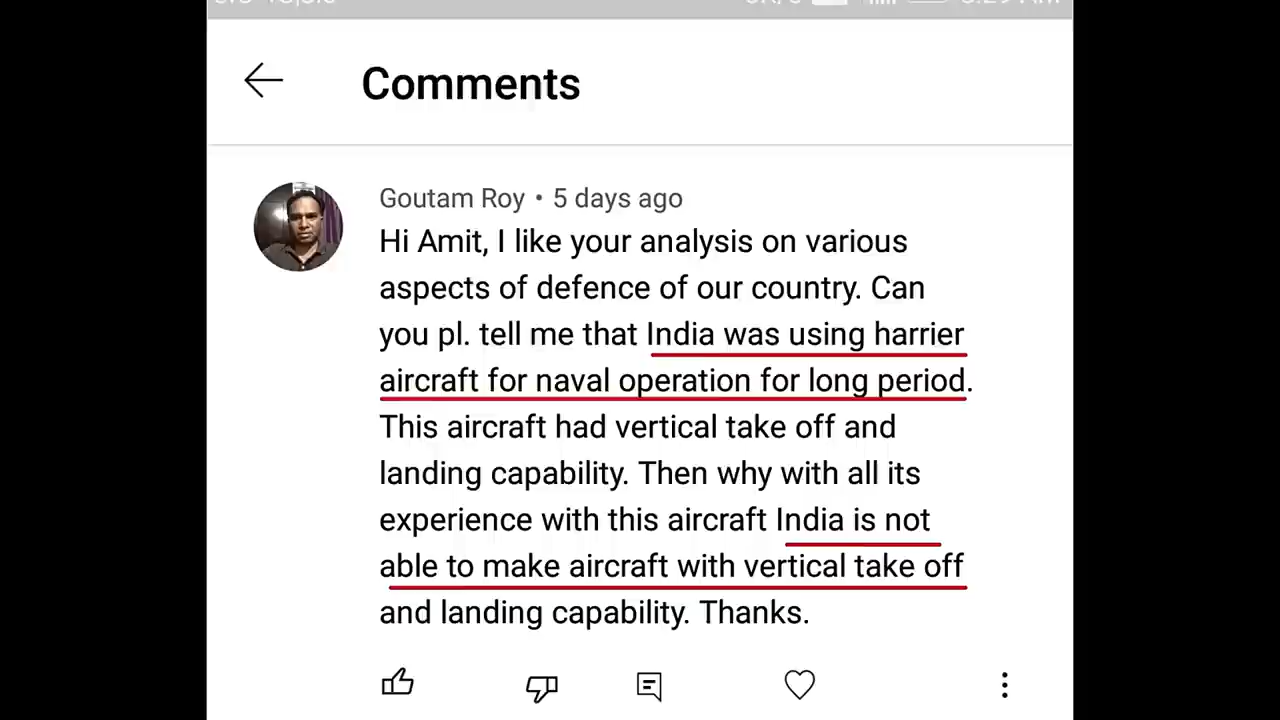 Comments
Goutam Roy • 5 days ago
Hi Amit, I like your analysis on various
aspects of defence of our country. Can
you pl. tell me that India was using harrier
aircraft for naval operation for long period.
This aircraft had vertical take off and
landing capability. Then why with all its
experience with this aircraft India is not
able to make aircraft with vertical take off
and landing capability. Thanks.